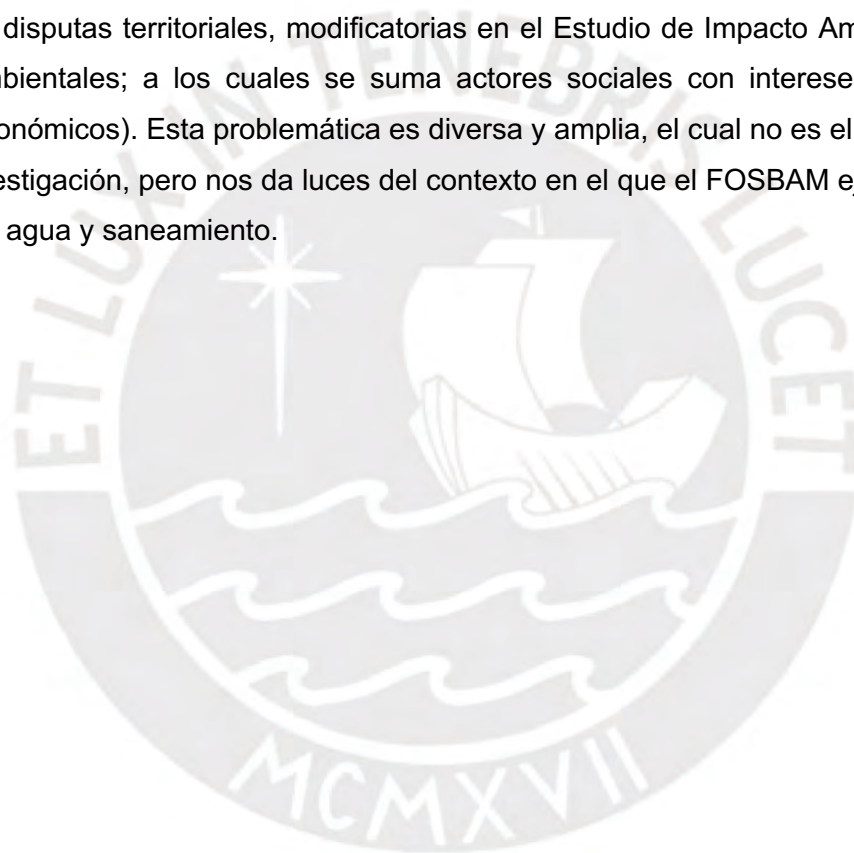 disputas territoriales, modificatorias en el Estudio de Impacto Am
bientales; a los cuales se suma actores sociales con interese
onómicos). Esta problemática es diversa y amplia, el cual no es el
estigación, pero nos da luces del contexto en el que el FOSBAM ej
agua y saneamiento.
ET LUX IN TENEBRIS LUCET
MCMXVII